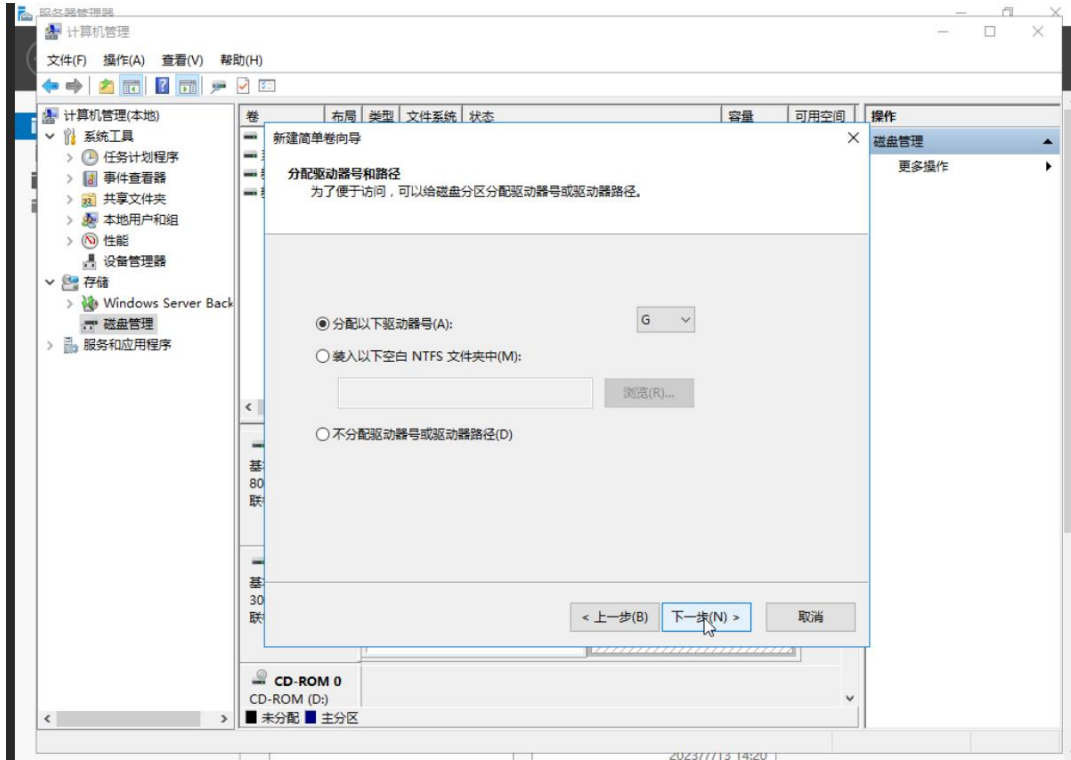 服务器管理器
计算机管理
文件(F) 操作(A) 查看(V) 帮助(H)
计算机管理(本地)
系统工具
任务计划程序
事件查看器
共享文件夹
本地用户和组
性能
设备管理器
存储
Windows Server Back
磁盘管理
服务和应用程序
卷 布局 类型 文件系统 状态 容量 可用空间
新建简单卷向导
分配驱动器号和路径
为了便于访问，可以给磁盘分区分配驱动器号或驱动器路径。
分配以下驱动器号(A): G
装入以下空白 NTFS 文件夹中(M):
浏览(R)...
不分配驱动器号或驱动器路径(D)
< 上一步(B) 下一步(N) > 取消
基
80
联
基
30
联
CD-ROM 0
CD-ROM (D:)
未分配 主分区
操作
磁盘管理
更多操作
2023/7/13 14:20